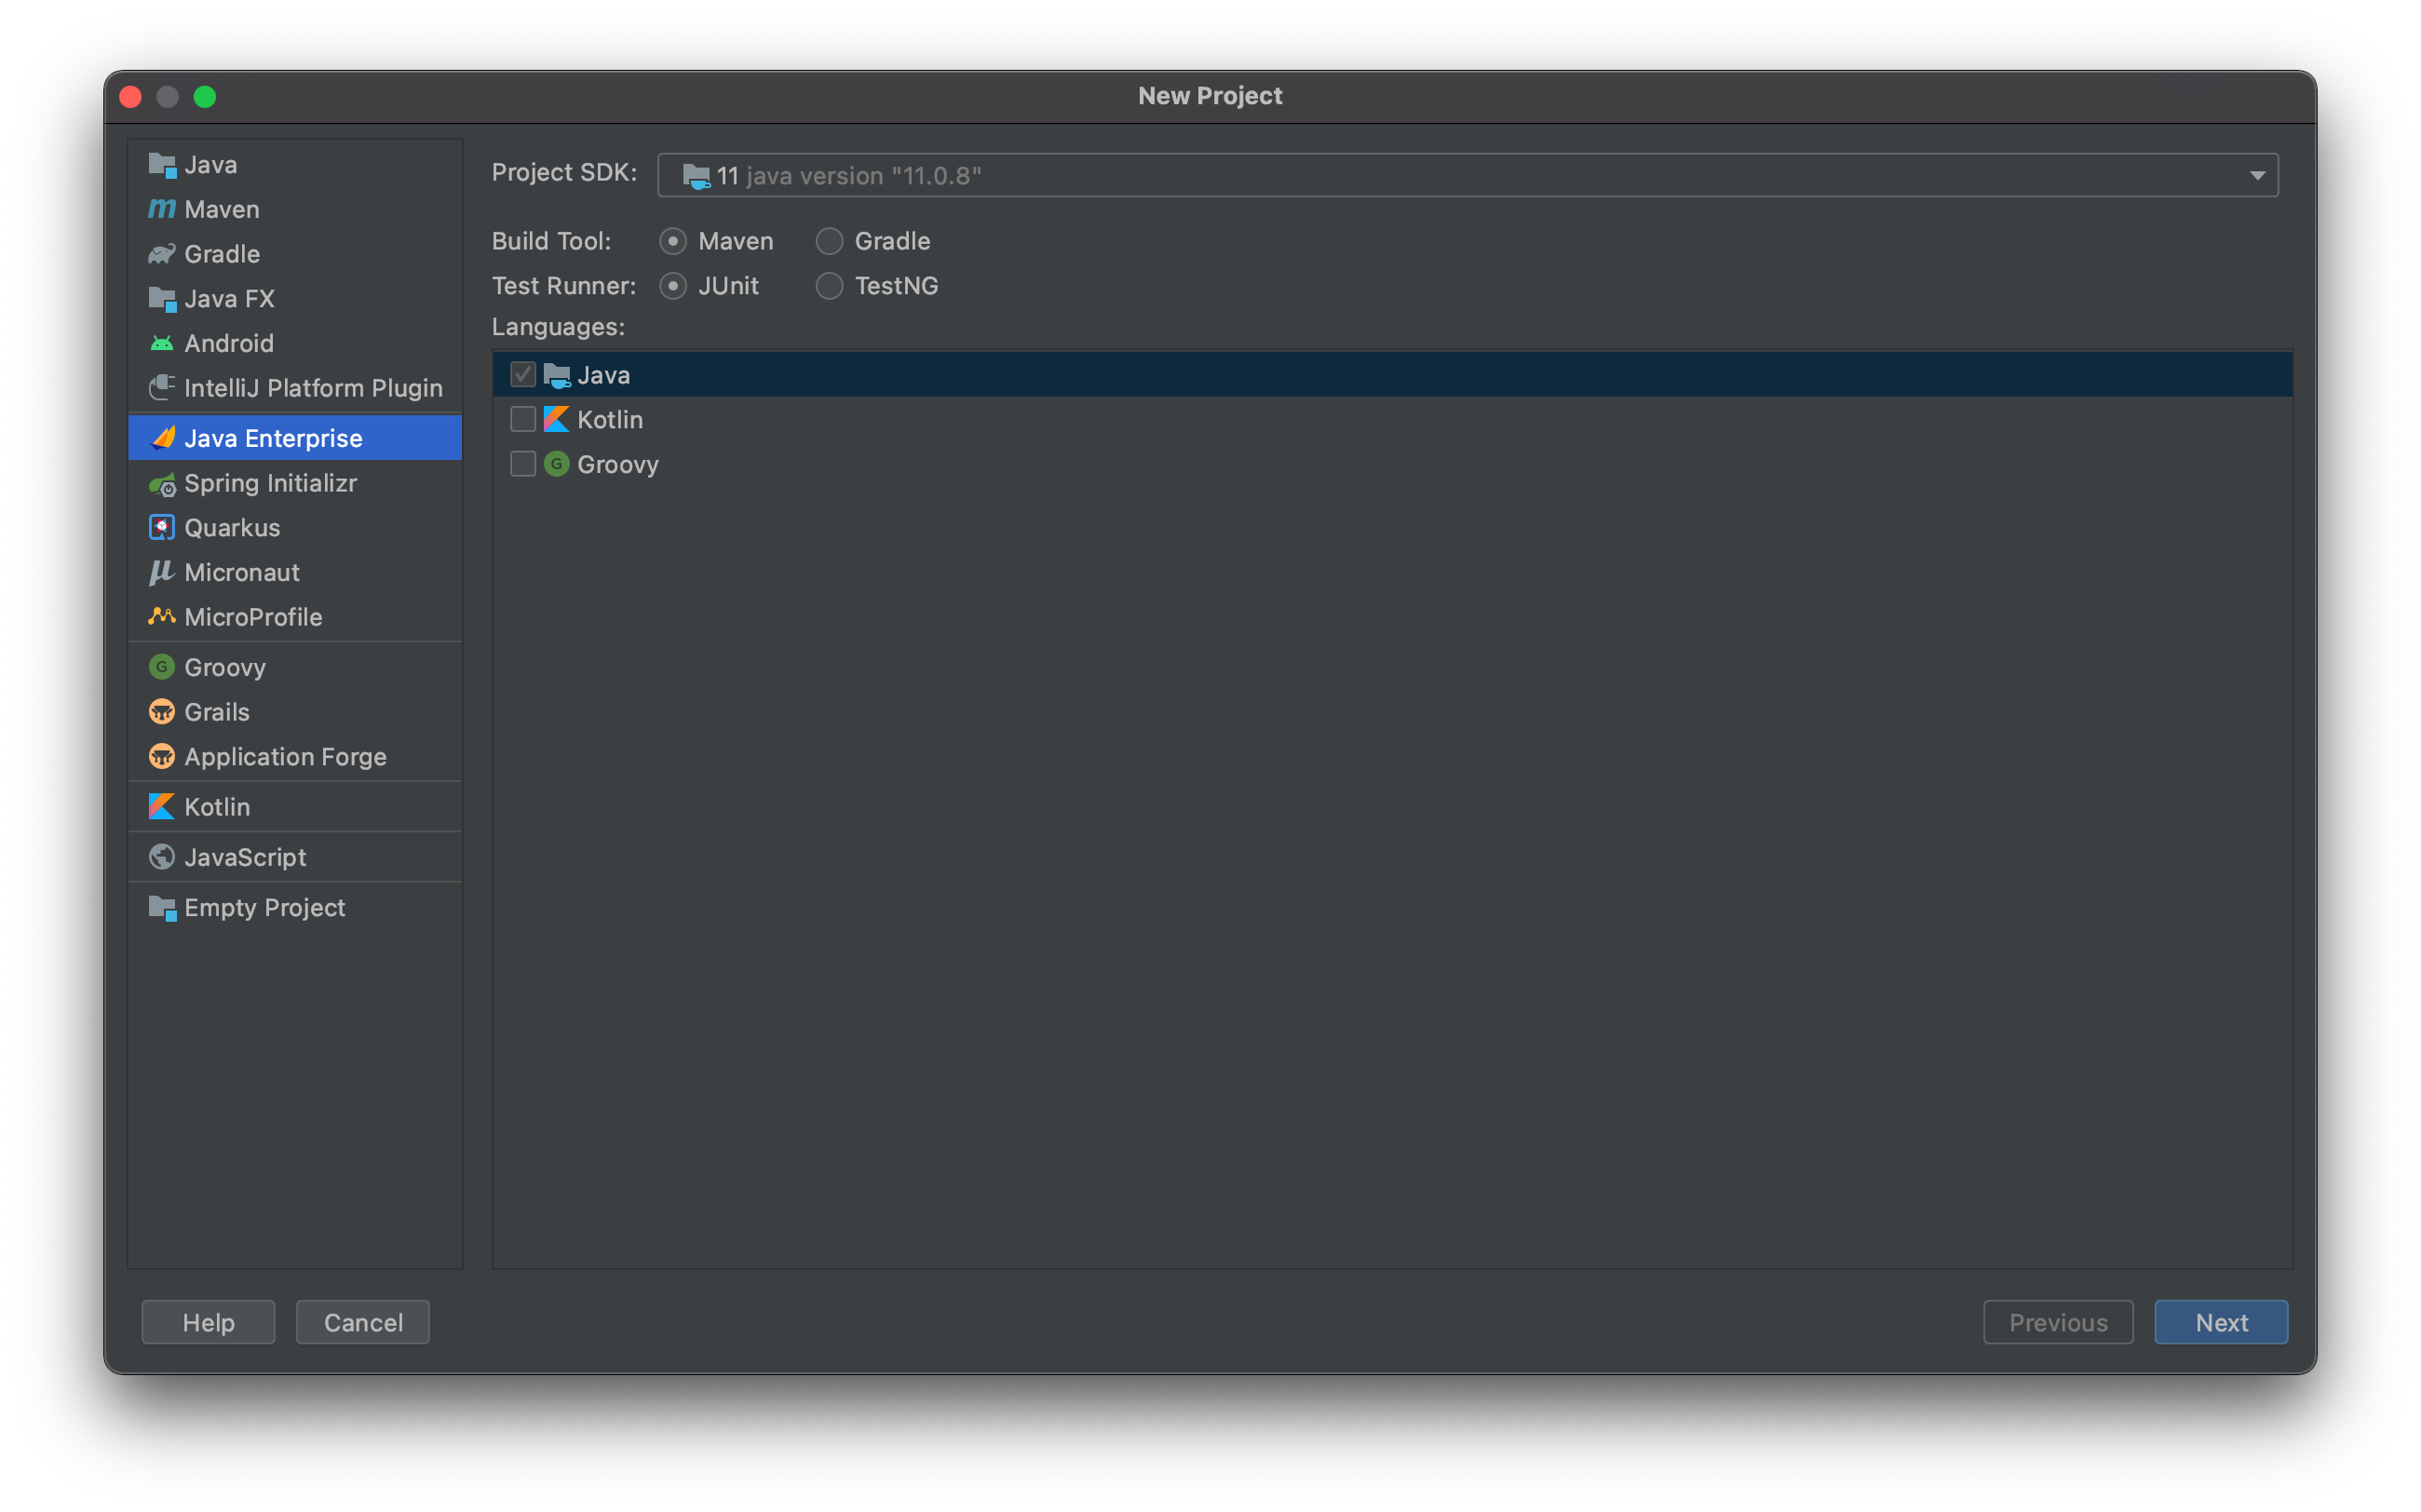 New Project
Java
Maven
Gradle
Java FX
Android
IntelliJ Platform Plugin
Java Enterprise
Spring Initializr
Quarkus
Micronaut
MicroProfile
Groovy
Grails
Application Forge
Kotlin
JavaScript
Empty Project
Project SDK: 11 java version "11.0.8"
Build Tool: Maven Gradle
Test Runner: JUnit TestNG
Languages:
Java
Kotlin
Groovy
Help Cancel Previous Next